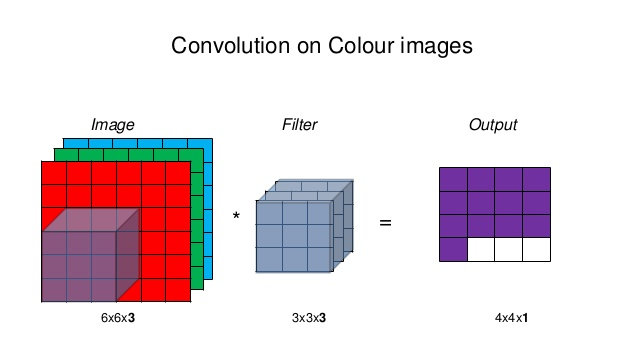 Convolution on Colour images
Image Filter Output
* =
6x6x3 3x3x3 4x4x1